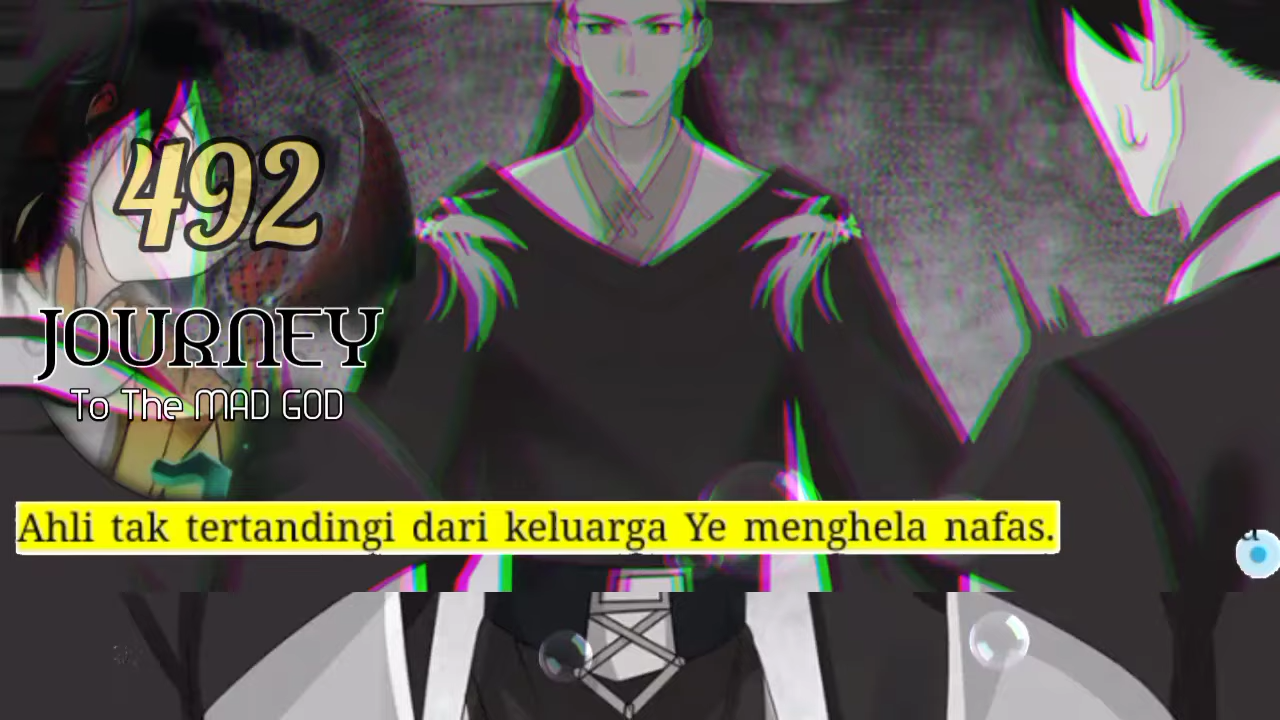 492
JOURNEY
To The MAD GOD
Ahli tak tertandingi dari keluarga Ye menghela nafas.